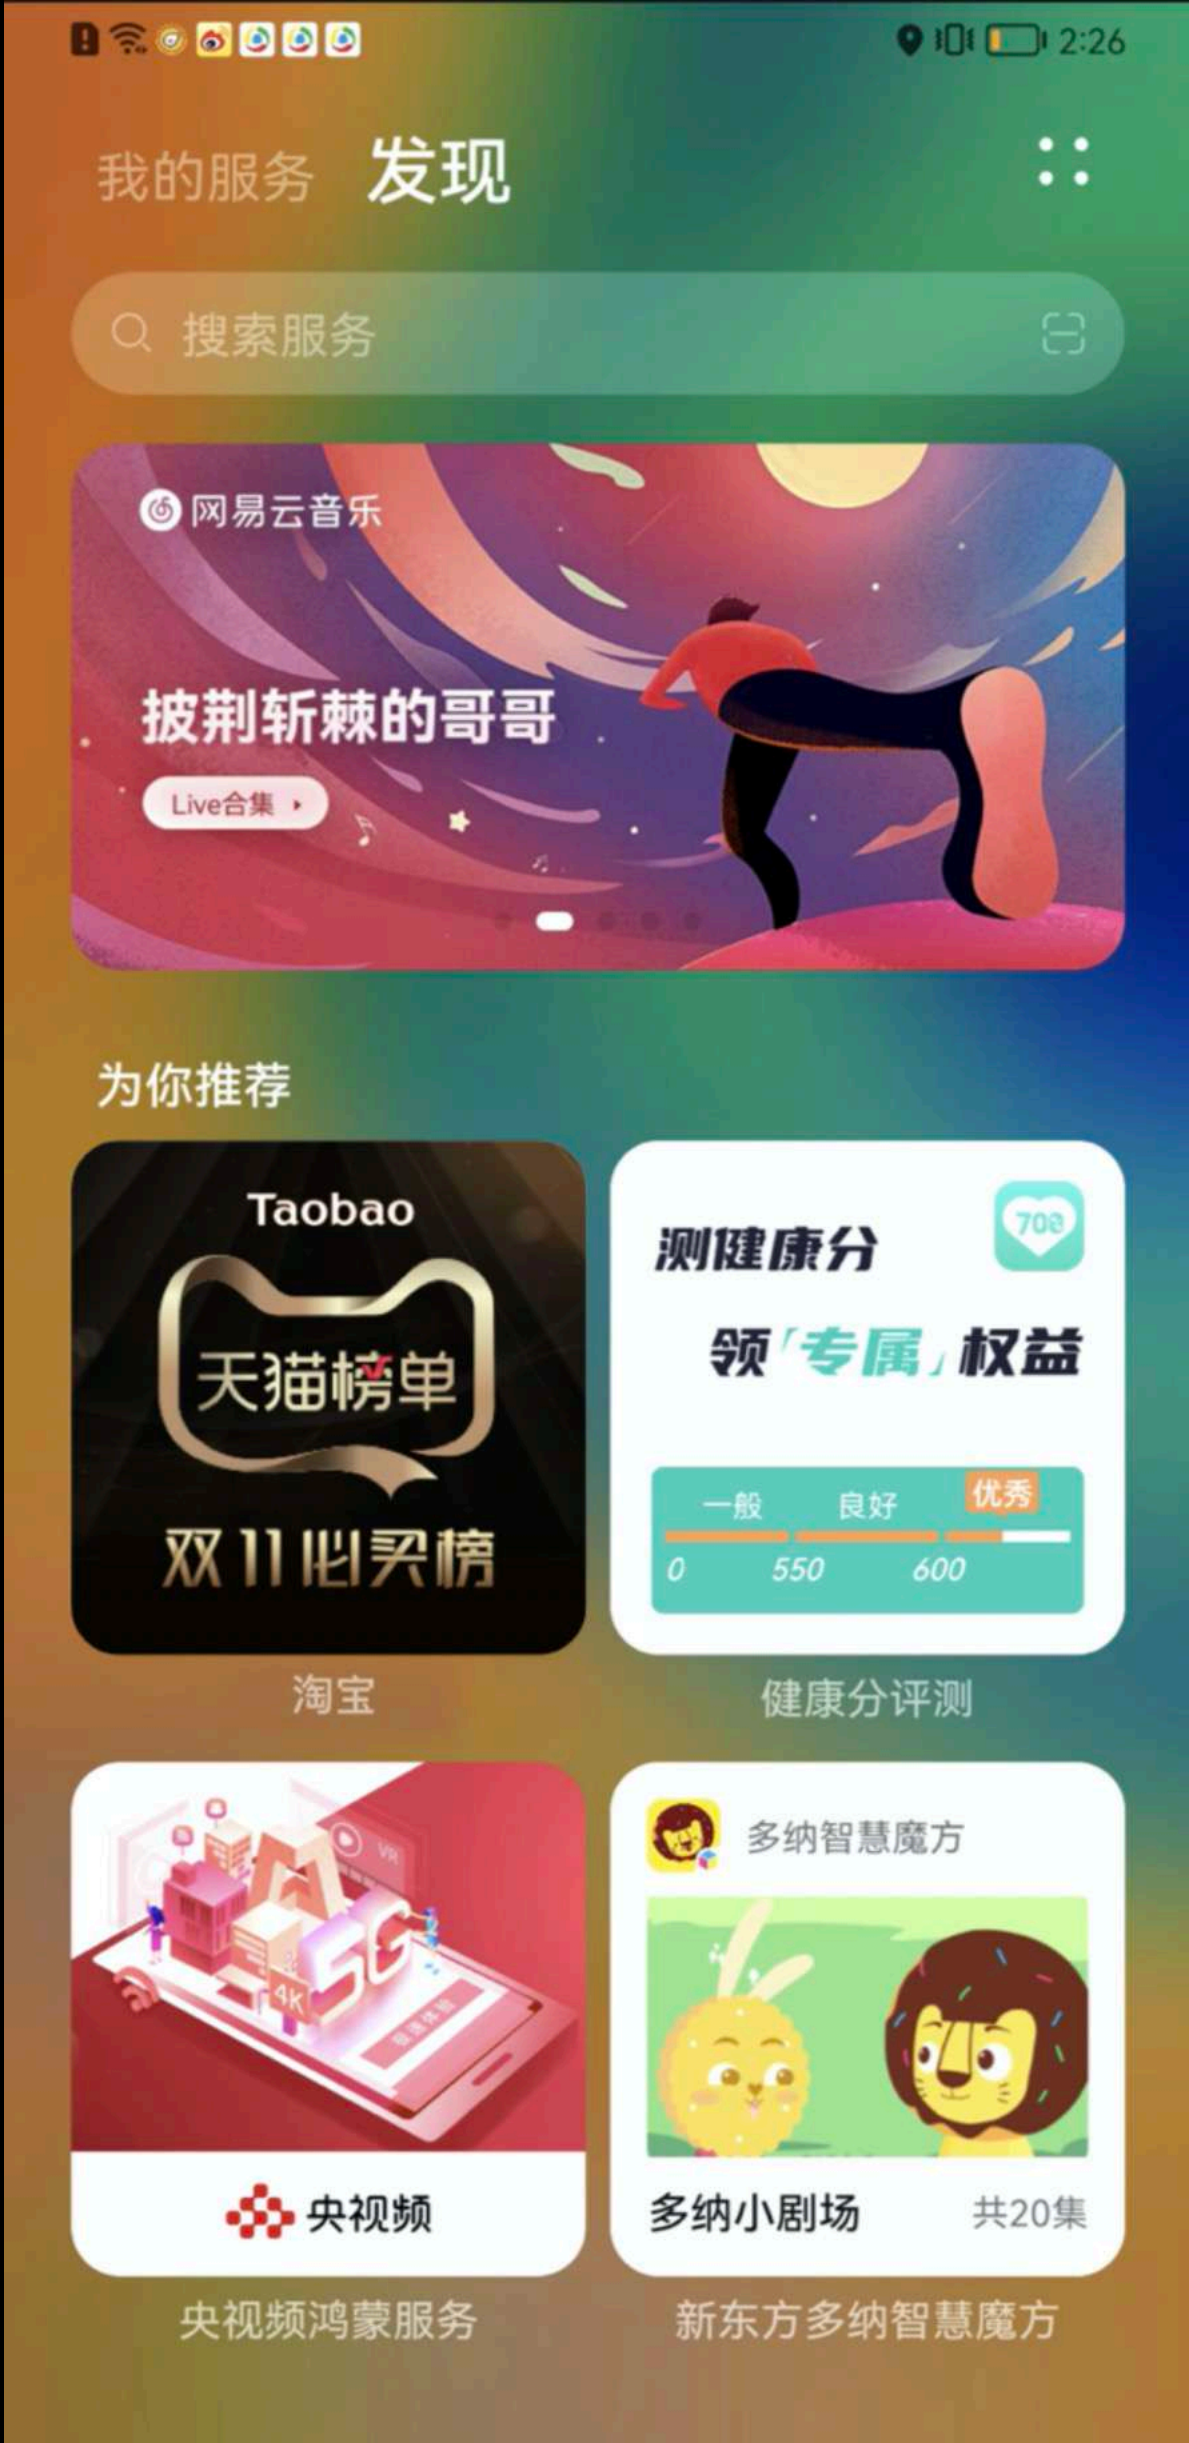 2:26
我的服务 发现
搜索服务
网易云音乐
披荆斩棘的哥哥
Live合集
为你推荐
Taobao
天猫榜单
双11必买榜
淘宝
708
测健康分
领「专属」权益
一般 良好 优秀
0 550 600
健康分评测
VR
A
5G
4K
极速体验
央视频
央视频鸿蒙服务
多纳智慧魔方
多纳小剧场 共20集
新东方多纳智慧魔方